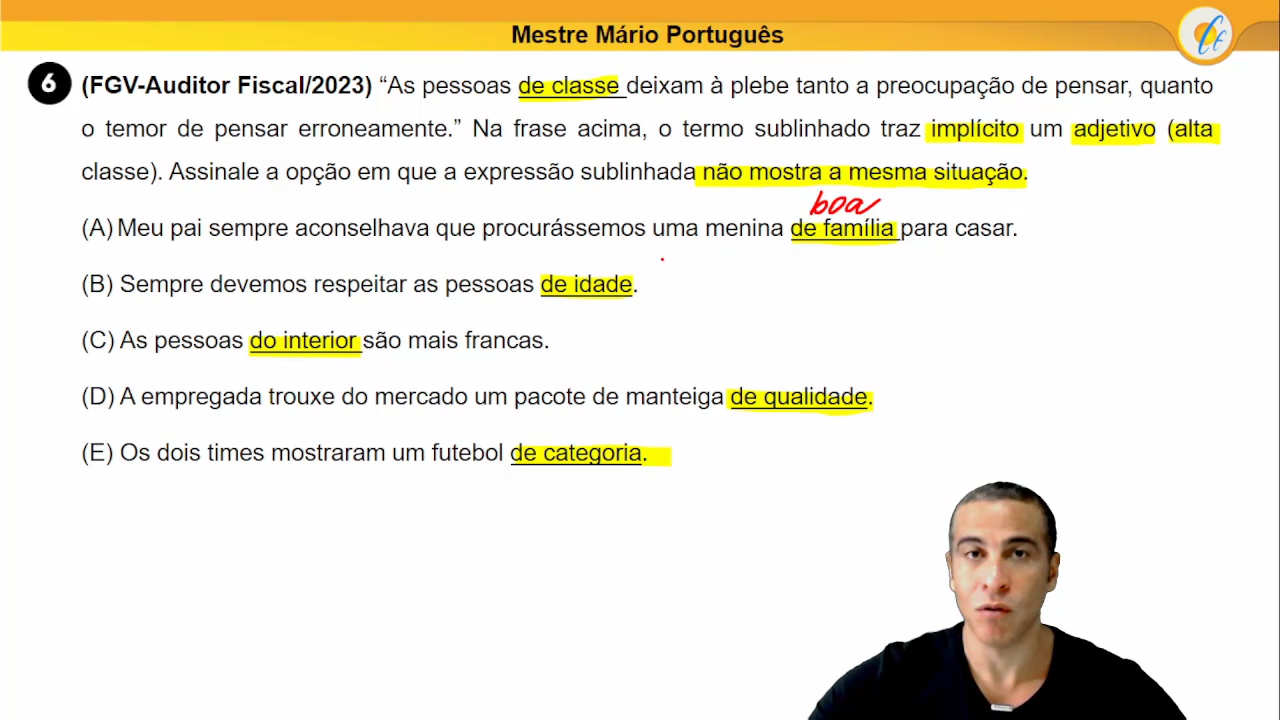 Mestre Mário Português
6 (FGV-Auditor Fiscal/2023) “As pessoas de classe deixam à plebe tanto a preocupação de pensar, quanto
o temor de pensar erroneamente.” Na frase acima, o termo sublinhado traz implícito um adjetivo (alta
classe). Assinale a opção em que a expressão sublinhada não mostra a mesma situação.
boa
(A) Meu pai sempre aconselhava que procurássemos uma menina de família para casar.
(B) Sempre devemos respeitar as pessoas de idade.
(C) As pessoas do interior são mais francas.
(D) A empregada trouxe do mercado um pacote de manteiga de qualidade.
(E) Os dois times mostraram um futebol de categoria.